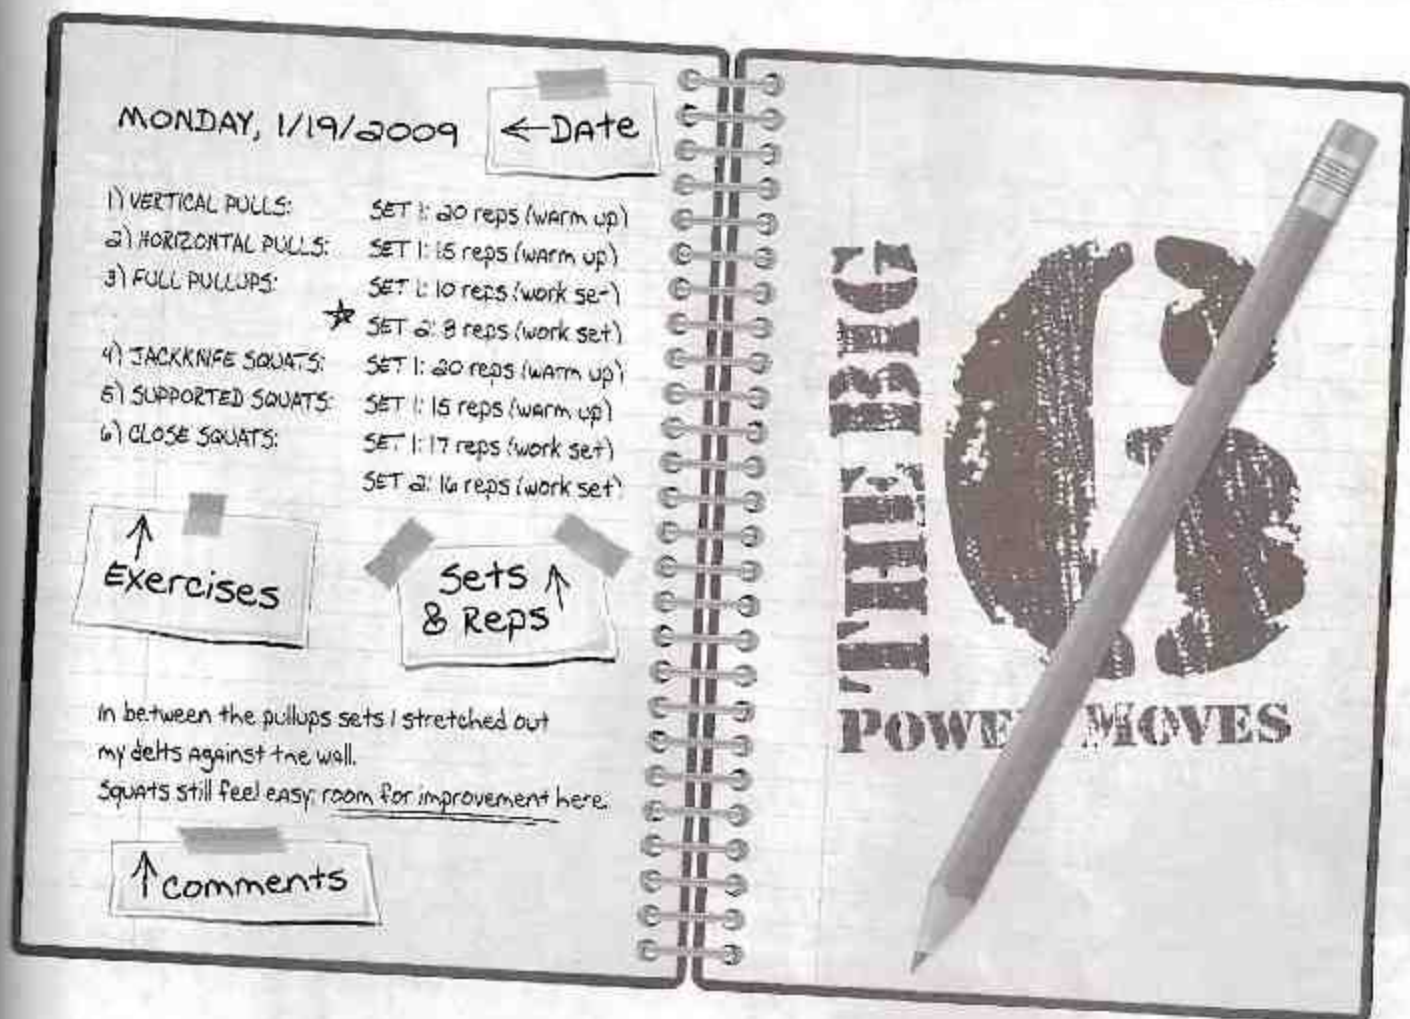 MONDAY, 1/19/2009
←DAte
1) VERTICAL PULLS: SET 1: 20 reps (warm up)
2) HORIZONTAL PULLS: SET 1: 15 reps (warm up)
3) FULL PULLUPS: SET 1: 10 reps (work set)
☆ SET 2: 8 reps (work set)
4) JACKKNIFE SQUATS: SET 1: 20 reps (warm up)
5) SUPPORTED SQUATS: SET 1: 15 reps (warm up)
6) CLOSE SQUATS: SET 1: 17 reps (work set)
SET 2: 16 reps (work set)
↑
Exercises
Sets ↑
& Reps
In between the pullups sets I stretched out
my delts against the wall.
Squats still feel easy; room for improvement here.
↑ comments
THE BIG
6
POWER MOVES